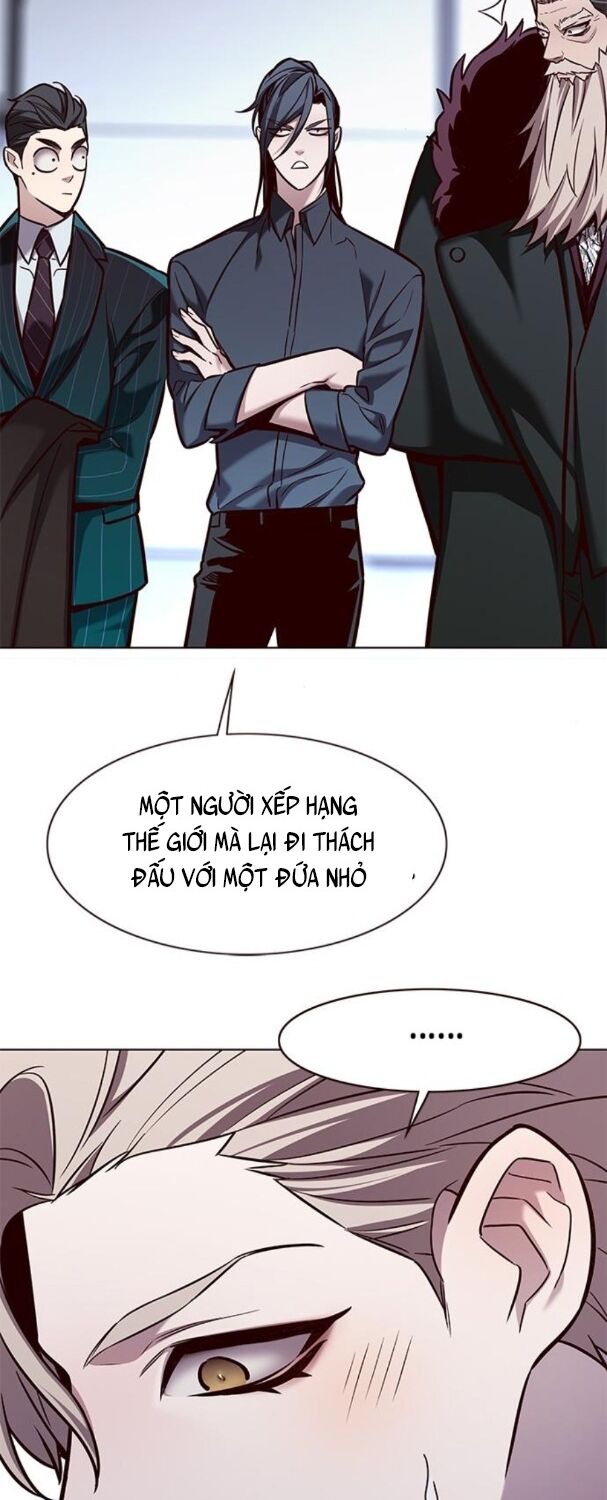 MỘT NGƯỜI XẾP HẠNG
THẾ GIỚI MÀ LẠI ĐI THÁCH
ĐẤU VỚI MỘT ĐỨA NHỎ
......